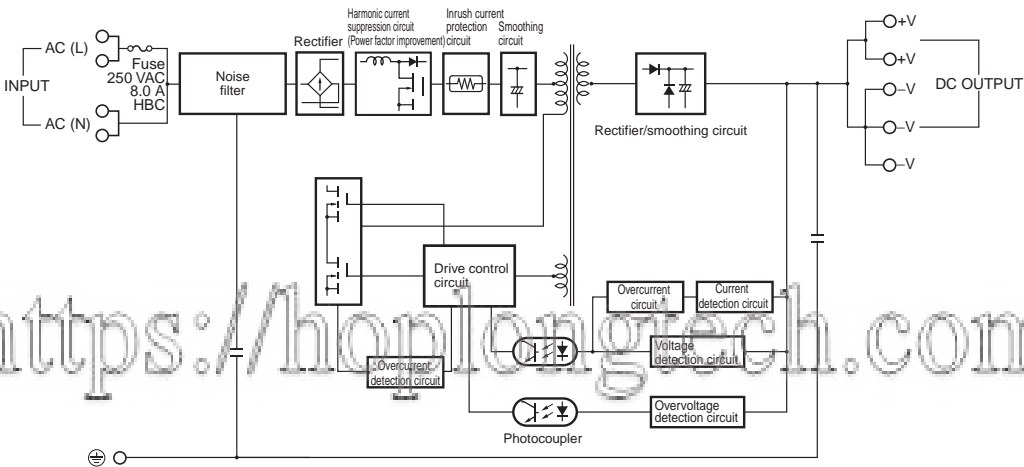 INPUT
AC (L)
AC (N)
Fuse
250 VAC
8.0 A
HBC
Noise
filter
Rectifier
Harmonic current
suppression circuit
(Power factor improvement)
Inrush current
protection
circuit
Smoothing
circuit
Rectifier/smoothing circuit
+V
+V
–V
–V
–V
DC OUTPUT
Drive control
circuit
Overcurrent
detection circuit
Overcurrent
circuit
Current
detection circuit
Voltage
detection circuit
Overvoltage
detection circuit
Photocoupler
https://hoplongtech.com